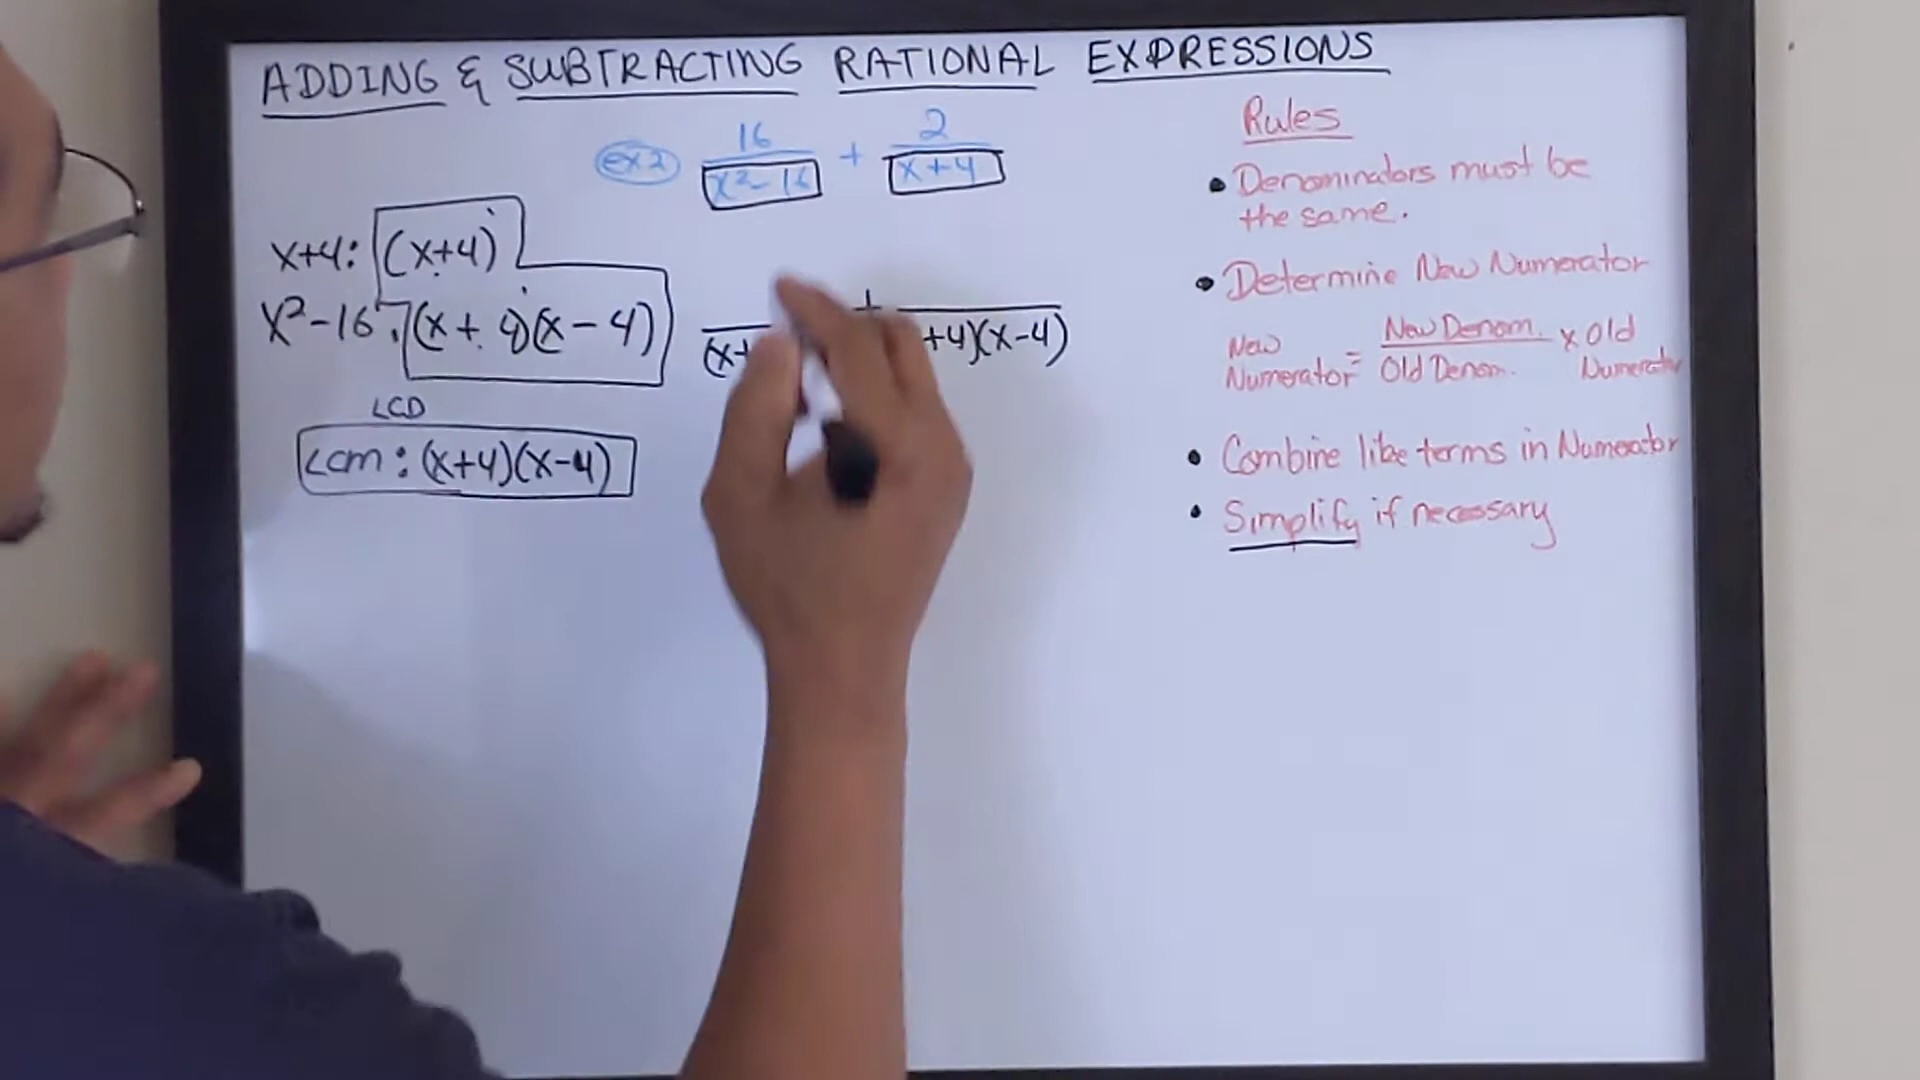 ADDING & SUBTRACTING RATIONAL EXPRESSIONS
ex2 16 + 2
x²-16 x+4
x+4: (x+4)
x²-16: (x+4)(x-4)
+
(x+ +4)(x-4)
LCD
Lcm: (x+4)(x-4)
Rules
• Denominators must be
the same.
• Determine New Numerator
New Numerator = New Denom. / Old Denom. x Old Numerator
• Combine like terms in Numerator
• Simplify if necessary